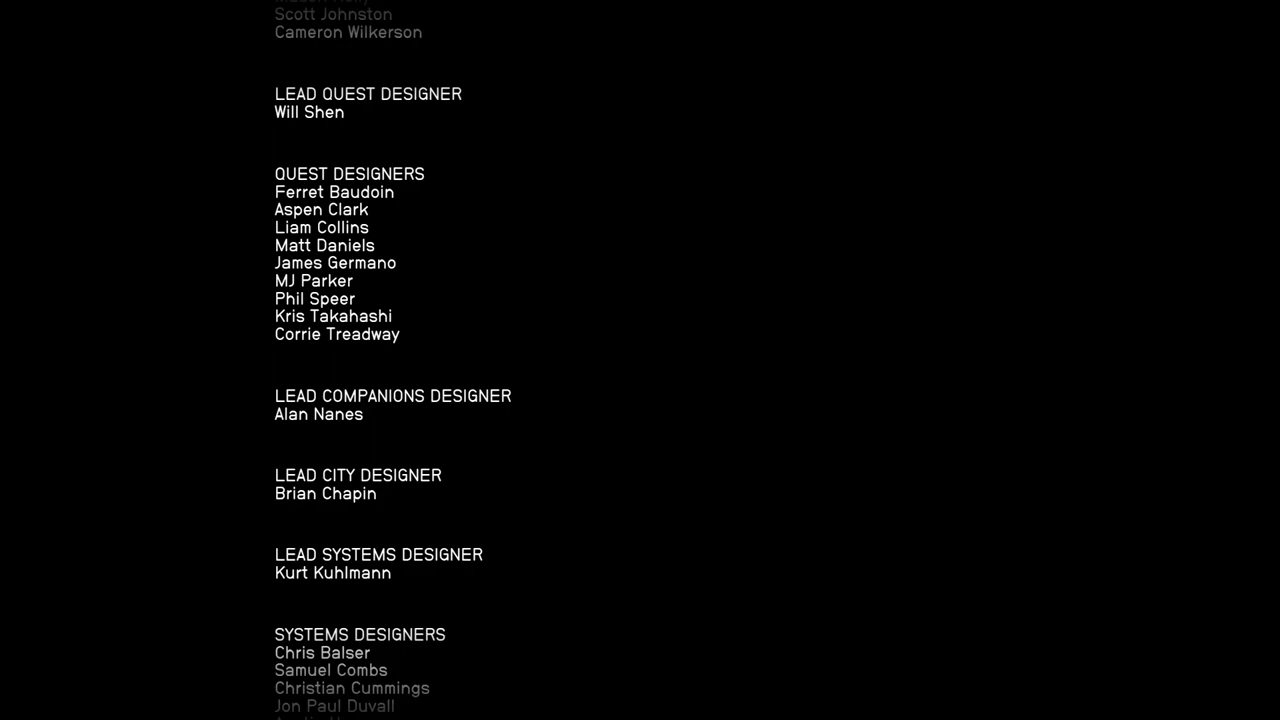 Scott Johnston
Cameron Wilkerson
LEAD QUEST DESIGNER
Will Shen
QUEST DESIGNERS
Ferret Baudoin
Aspen Clark
Liam Collins
Matt Daniels
James Germano
MJ Parker
Phil Speer
Kris Takahashi
Corrie Treadway
LEAD COMPANIONS DESIGNER
Alan Nanes
LEAD CITY DESIGNER
Brian Chapin
LEAD SYSTEMS DESIGNER
Kurt Kuhlmann
SYSTEMS DESIGNERS
Chris Balser
Samuel Combs
Christian Cummings
Jon Paul Duvall